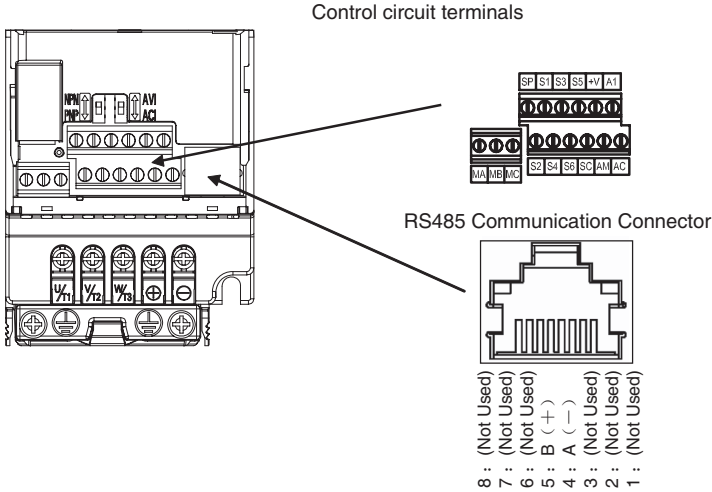 Control circuit terminals
NPN AVI
PNP ACI
SP S1 S3 S5 +V A1
S2 S4 S6 SC AM AC
MA MB MC
RS485 Communication Connector
U/T1 V/T2 W/T3 ⊕ ⊖
8 : (Not Used)
7 : (Not Used)
6 : (Not Used)
5 : B (+)
4 : A (−)
3 : (Not Used)
2 : (Not Used)
1 : (Not Used)